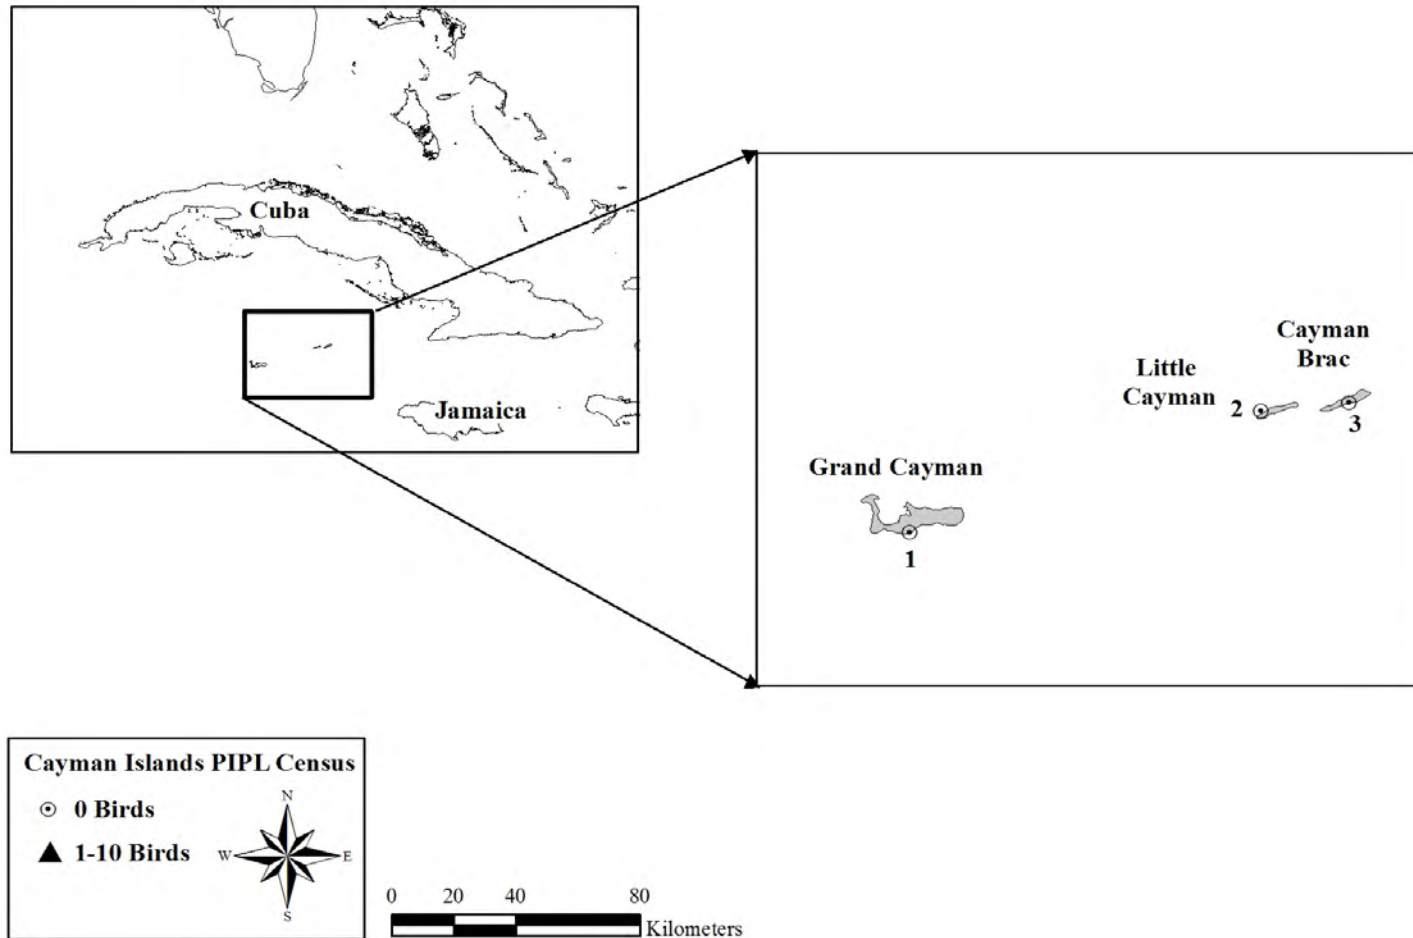 Cuba
Jamaica
Cayman
Brac
Little
Cayman
2
3
Grand Cayman
1
Cayman Islands PIPL Census
0 Birds
1-10 Birds
N
W
E
S
0 20 40 80
Kilometers